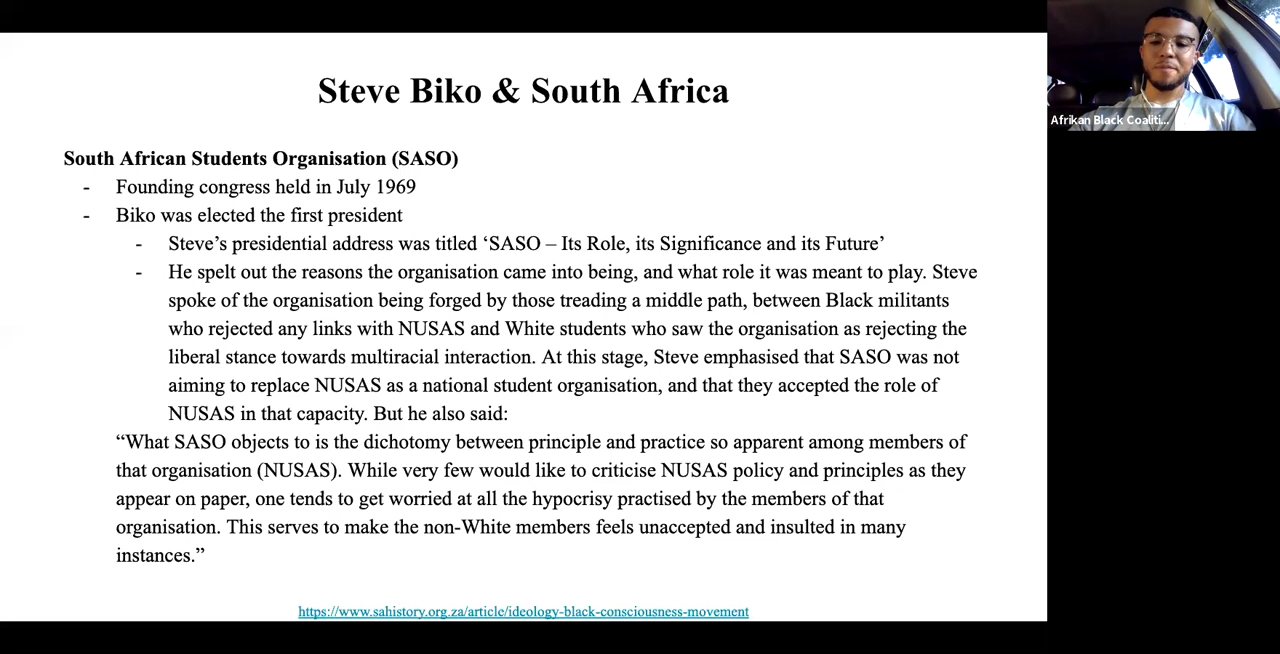 Steve Biko & South Africa
Afrikan Black Coaliti...
South African Students Organisation (SASO)
- Founding congress held in July 1969
- Biko was elected the first president
- Steve's presidential address was titled ‘SASO – Its Role, its Significance and its Future’
- He spelt out the reasons the organisation came into being, and what role it was meant to play. Steve
spoke of the organisation being forged by those treading a middle path, between Black militants
who rejected any links with NUSAS and White students who saw the organisation as rejecting the
liberal stance towards multiracial interaction. At this stage, Steve emphasised that SASO was not
aiming to replace NUSAS as a national student organisation, and that they accepted the role of
NUSAS in that capacity. But he also said:
“What SASO objects to is the dichotomy between principle and practice so apparent among members of
that organisation (NUSAS). While very few would like to criticise NUSAS policy and principles as they
appear on paper, one tends to get worried at all the hypocrisy practised by the members of that
organisation. This serves to make the non-White members feels unaccepted and insulted in many
instances.”
https://www.sahistory.org.za/article/ideology-black-consciousness-movement